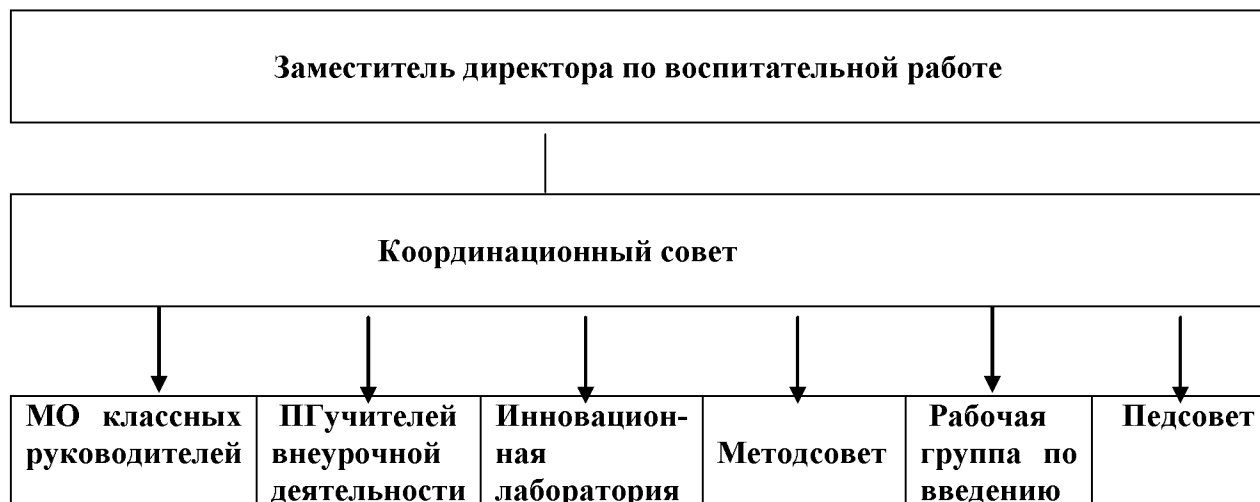 Заместитель директора по воспитательной работе
Координационный совет
МО классных
руководителей
ПГучителей
внеурочной
деятельности
Инновацион-
ная
лаборатория
Методсовет
Рабочая
группа по
введению
Педсовет